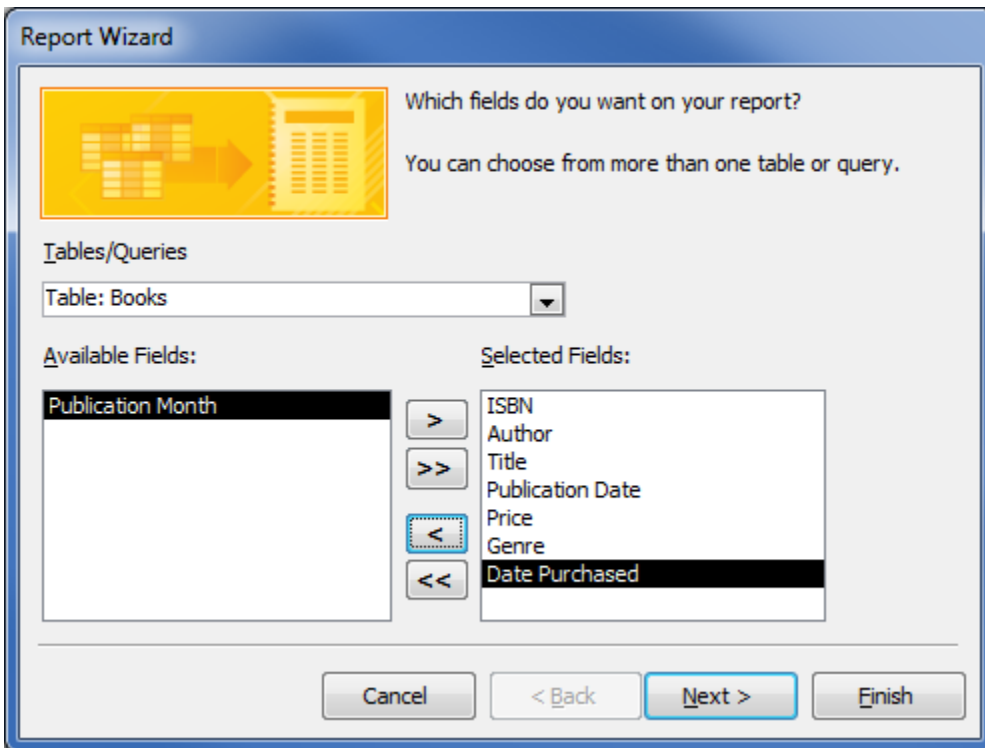 Report Wizard
Which fields do you want on your report?
You can choose from more than one table or query.
Tables/Queries
Table: Books
Available Fields:
Publication Month
>
>>
<
<<
Selected Fields:
ISBN
Author
Title
Publication Date
Price
Genre
Date Purchased
Cancel
< Back
Next >
Finish